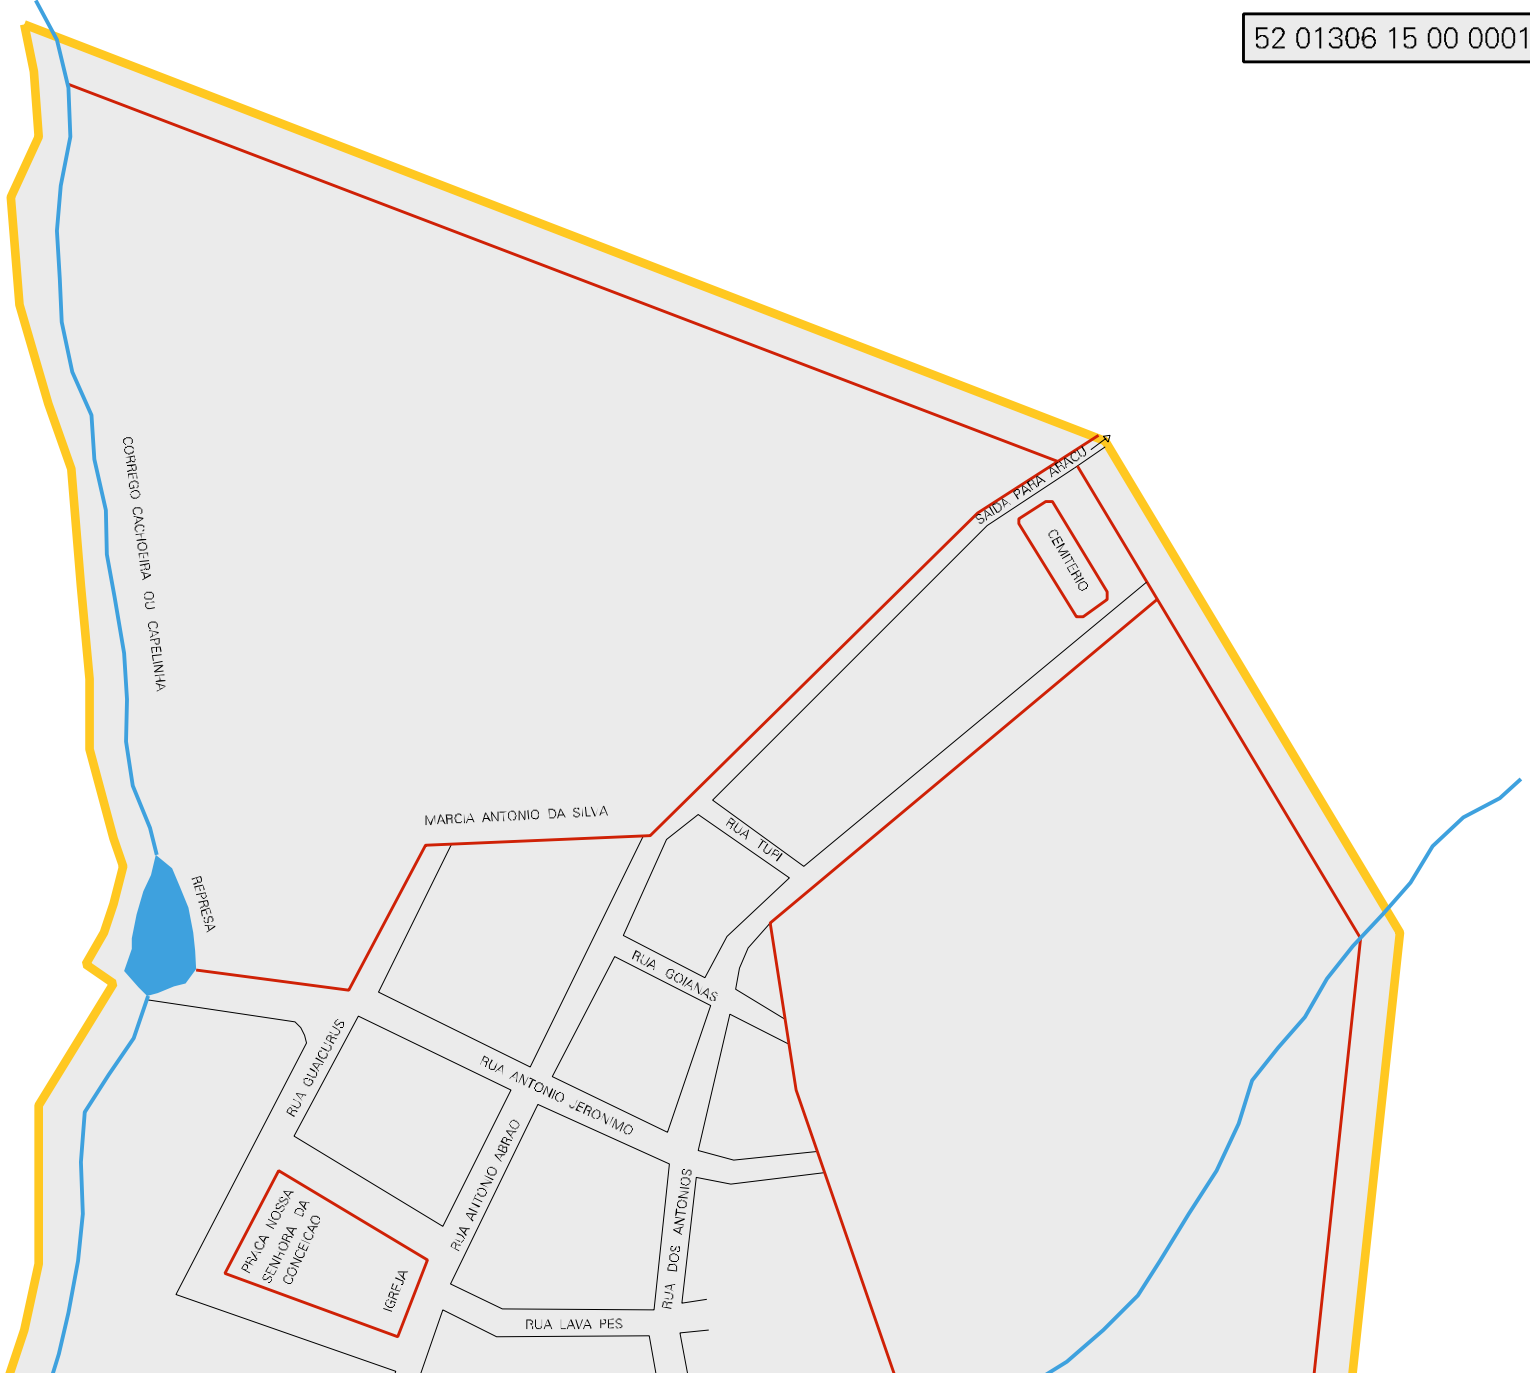 52 01306 15 00 0001
SAIDA PARA ARACU
CEMITERIO
CORREGO CACHOEIRA OU CAPELINHA
MARCIA ANTONIO DA SILVA
RUA TUPI
REPRESA
RUA GOIANAS
RUA GUAICURUS
RUA ANTONIO JERONIMO
RUA ANTONIO ABRAO
RUA DOS ANTONIOS
PRACA NOSSA
SENHORA DA
CONCEICAO
IGREJA
RUA LAVA PES